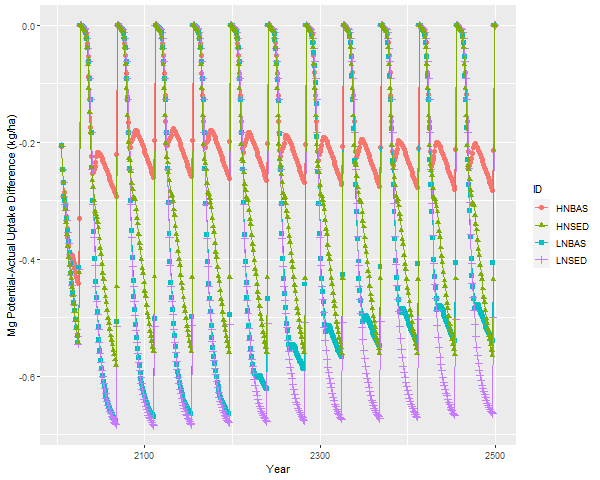 Mg Potential-Actual Uptake Difference (kg/ha)
0.0
-0.2
-0.4
-0.6
2100
2300
2500
Year
ID
HNBAS
HNSED
LNBAS
LNSED